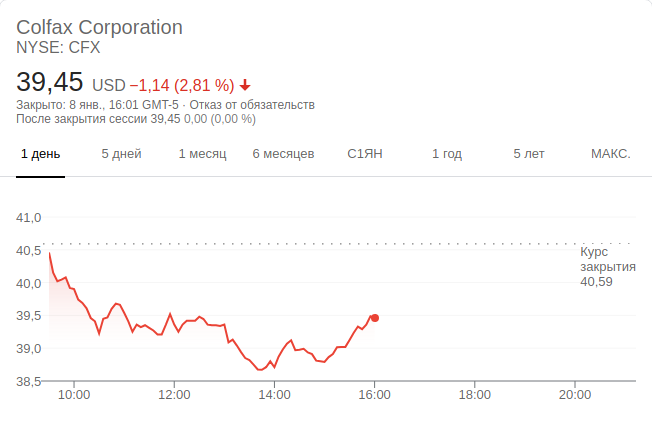 Colfax Corporation
NYSE: CFX
39,45 USD −1,14 (2,81 %)
Закрыто: 8 янв., 16:01 GMT-5 · Отказ от обязательств
После закрытия сессии 39,45 0,00 (0,00 %)
1 день 5 дней 1 месяц 6 месяцев С1ЯН 1 год 5 лет МАКС.
41,0
40,5
Курс
закрытия
40,59
40,0
39,5
39,0
38,5
10:00 12:00 14:00 16:00 18:00 20:00